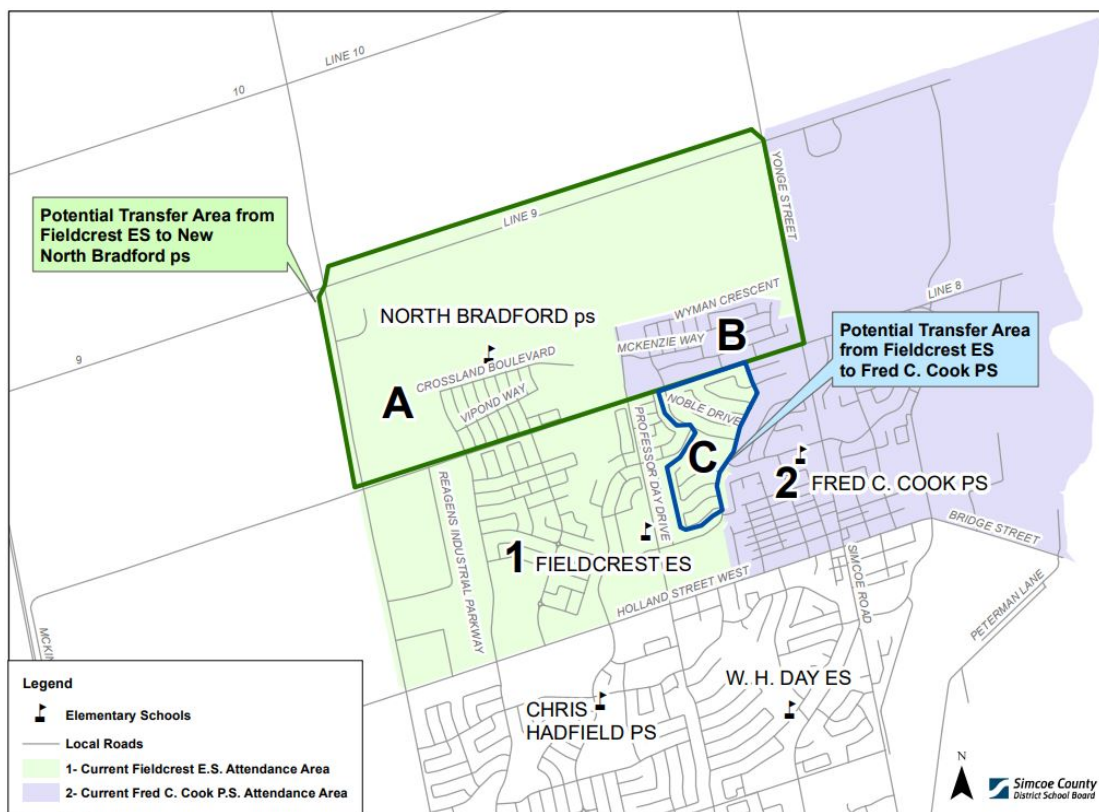 LINE 10
10
YONGE STREET
Potential Transfer Area from
Fieldcrest ES to New
North Bradford ps
LINE 9
9
LINE 8
NORTH BRADFORD ps
WYMAN CRESCENT
MCKENZIE WAY
B
Potential Transfer Area
from Fieldcrest ES
to Fred C. Cook PS
CROSSLAND BOULEVARD
A
VIPOND WAY
NOBLE DRIVE
PROFESSOR DAY DRIVE
C
2 FRED C. COOK PS
REAGENS INDUSTRIAL PARKWAY
BRIDGE STREET
1 FIELDCREST ES
HOLLAND STREET WEST
SIMCOE ROAD
PETERMAN LANE
MCKIN
W. H. DAY ES
CHRIS
HADFIELD PS
Legend
Elementary Schools
Local Roads
1- Current Fieldcrest E.S. Attendance Area
2- Current Fred C. Cook P.S. Attendance Area
N
Simcoe County
District School Board